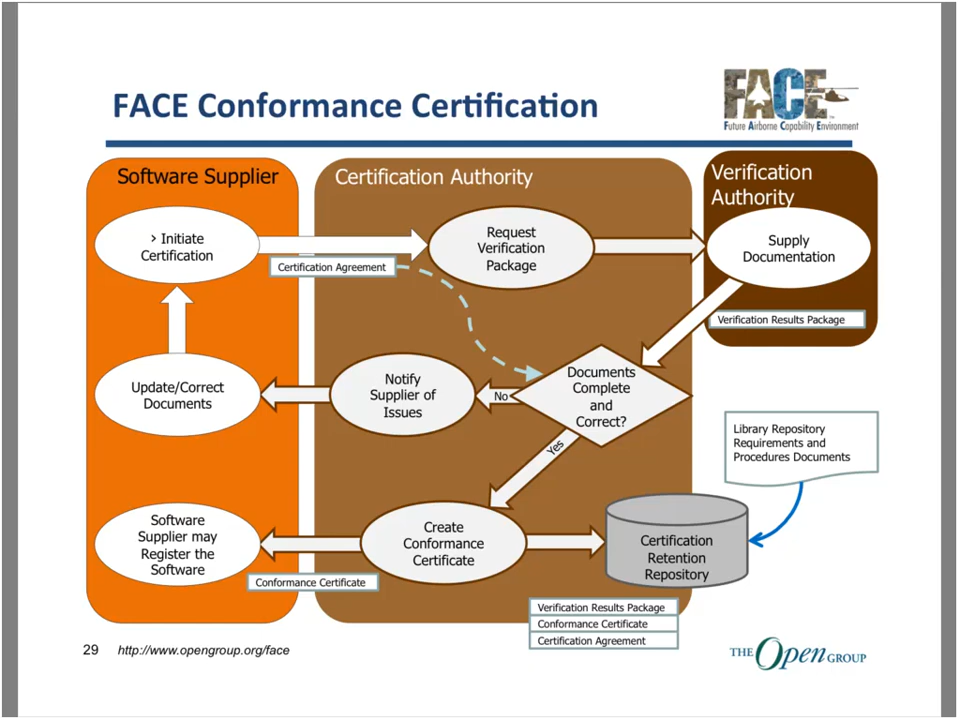 FACE Conformance Certification
FACE
Future Airborne Capability Environment
Software Supplier
Certification Authority
Verification
Authority
> Initiate
Certification
Certification Agreement
Request
Verification
Package
Supply
Documentation
Verification Results Package
Update/Correct
Documents
Notify
Supplier of
Issues
No
Documents
Complete
and
Correct?
Yes
Library Repository
Requirements and
Procedures Documents
Software
Supplier may
Register the
Software
Conformance Certificate
Create
Conformance
Certificate
Certification
Retention
Repository
Verification Results Package
Conformance Certificate
Certification Agreement
29
http://www.opengroup.org/face
THE Open GROUP